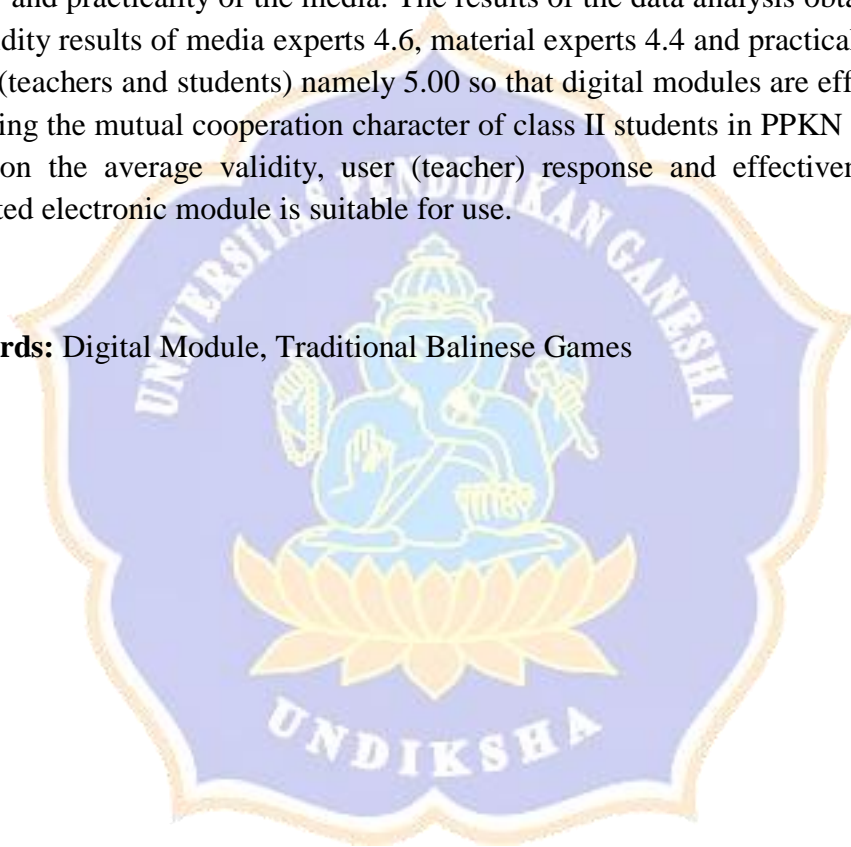 and practicality of the media. The results of the data analysis obta
idity results of media experts 4.6, material experts 4.4 and practical
(teachers and students) namely 5.00 so that digital modules are eff
ing the mutual cooperation character of class II students in PPKN
on the average validity, user (teacher) response and effectiven
ted electronic module is suitable for use.
rds: Digital Module, Traditional Balinese Games
UNIVERSITAS PENDIDIKAN GANESHA
UNDIKSHA